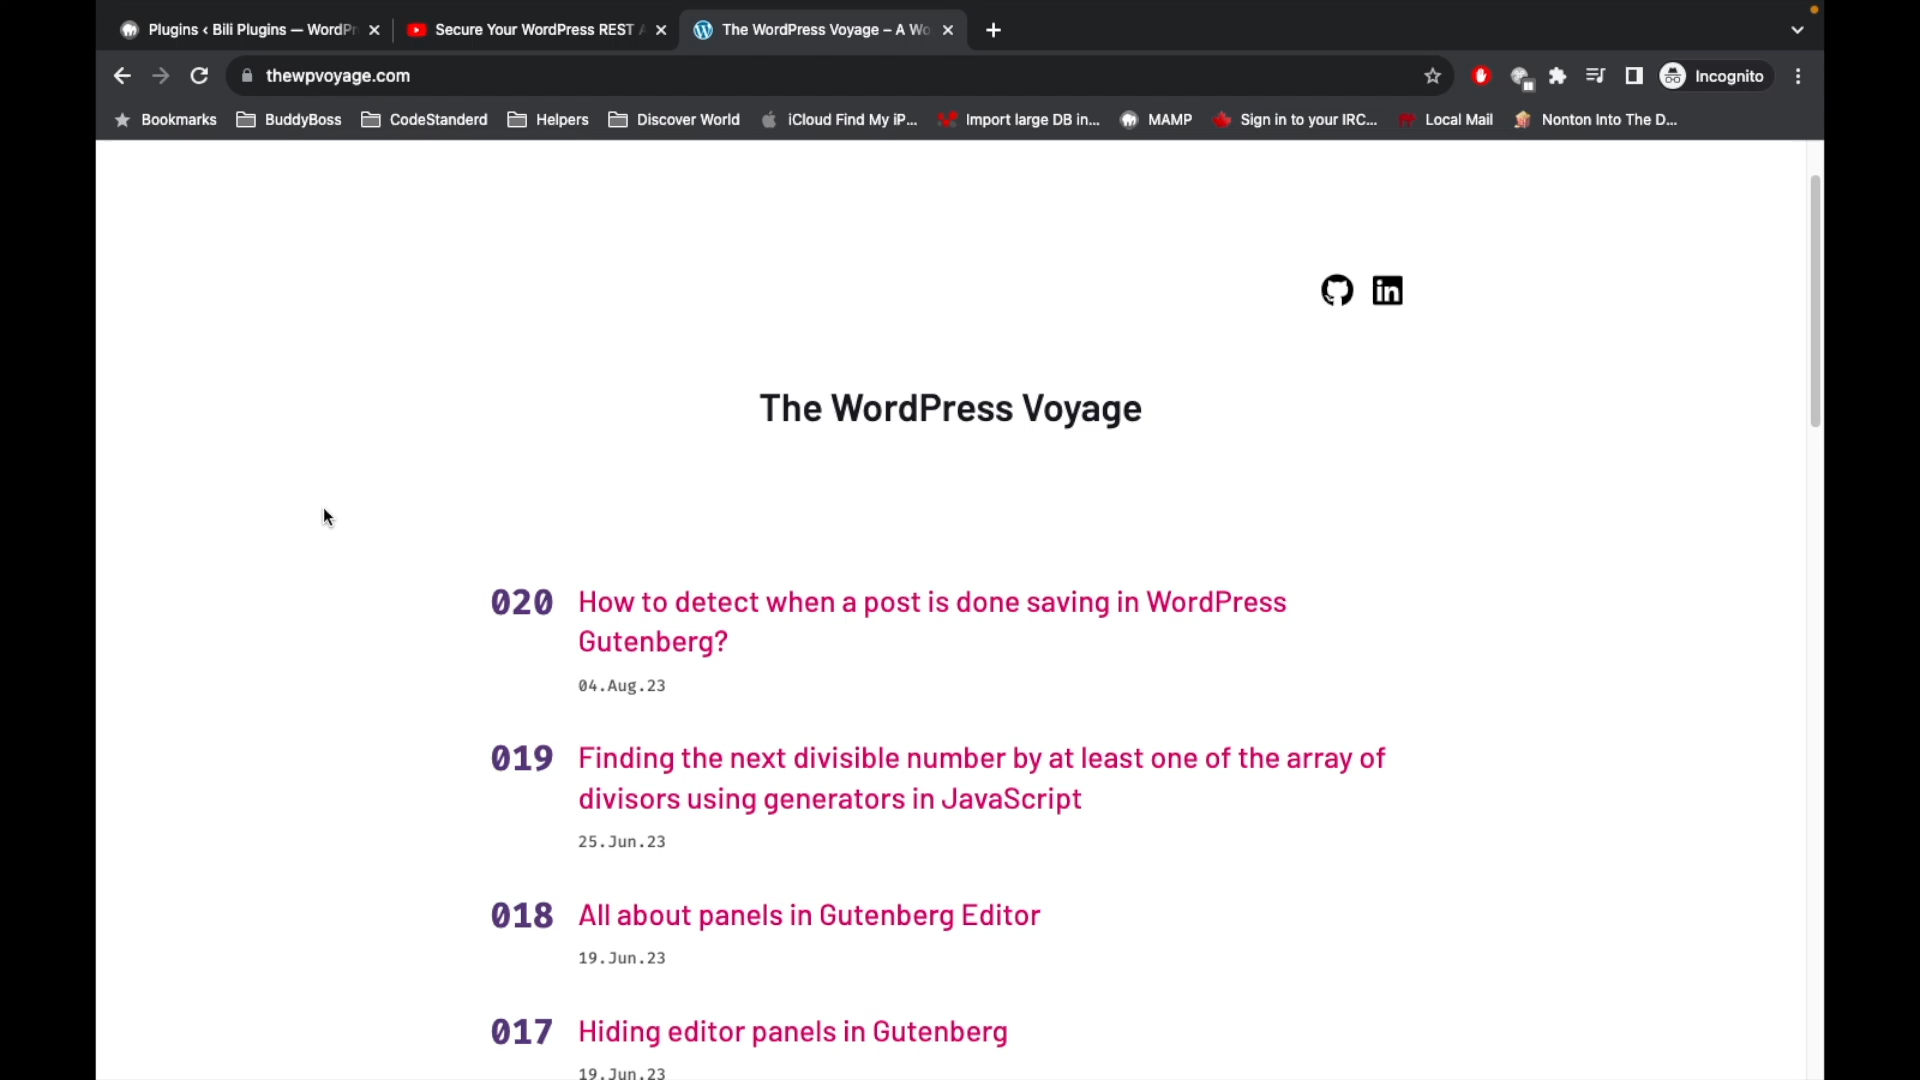 Plugins ‹ Bili Plugins — WordPr
Secure Your WordPress REST A
The WordPress Voyage – A Wo
thewpvoyage.com
Incognito
Bookmarks
BuddyBoss
CodeStanderd
Helpers
Discover World
iCloud Find My iP...
Import large DB in...
MAMP
Sign in to your IRC...
Local Mail
Nonton Into The D...
in
The WordPress Voyage
020
How to detect when a post is done saving in WordPress
Gutenberg?
04.Aug.23
019
Finding the next divisible number by at least one of the array of
divisors using generators in JavaScript
25.Jun.23
018
All about panels in Gutenberg Editor
19.Jun.23
017
Hiding editor panels in Gutenberg
19.Jun.23